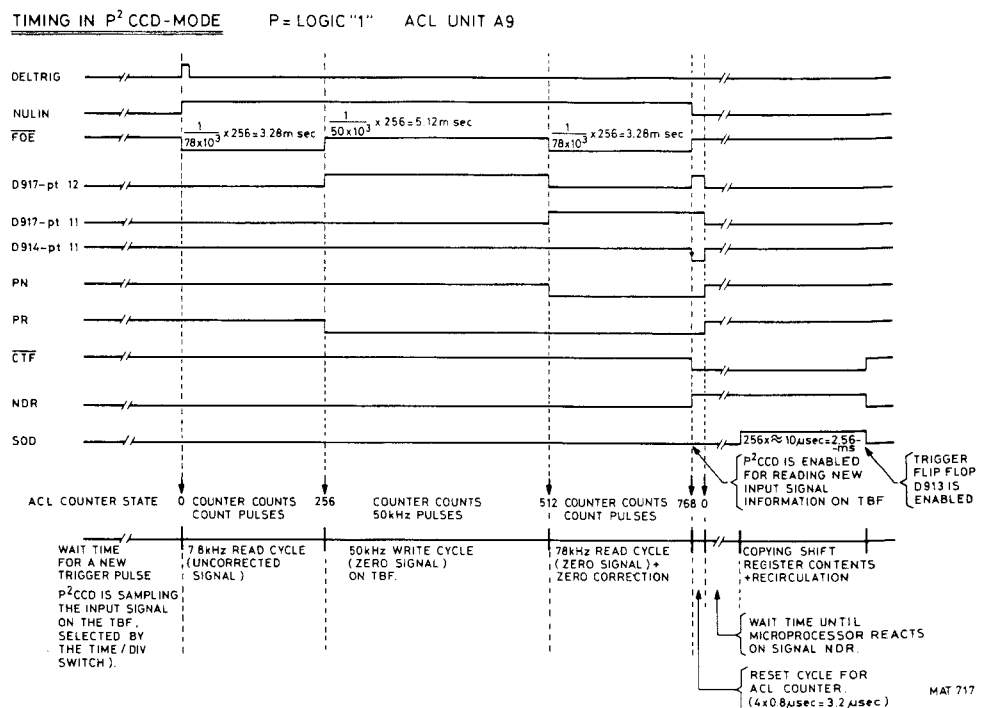 TIMING IN P² CCD-MODE P = LOGIC "1" ACL UNIT A9
DELTRIG
NULIN
1/78x10³ x 256 = 3.28m sec
1/50x10³ x 256 = 5.12m sec
1/78x10³ x 256 = 3.28m sec
F̅O̅E̅
D917-pt 12
D917-pt 11
D914-pt 11
PN
PR
C̅T̅F̅
NDR
SOD
256x ≈ 10µsec = 2,56-
-ms
P²CCD IS ENABLED
FOR READING NEW
INPUT SIGNAL
INFORMATION ON TBF
TRIGGER
FLIP FLOP
D913 IS
ENABLED
ACL COUNTER STATE
0 COUNTER COUNTS
COUNT PULSES
256
COUNTER COUNTS
50kHz PULSES
512 COUNTER COUNTS
COUNT PULSES
768 0
WAIT TIME
FOR A NEW
TRIGGER PULSE
P²CCD IS SAMPLING
THE INPUT SIGNAL
ON THE TBF,
SELECTED BY
THE TIME / DIV
SWITCH ).
7 8kHz READ CYCLE
(UNCORRECTED
SIGNAL )
50kHz WRITE CYCLE
(ZERO SIGNAL)
ON TBF.
78kHz READ CYCLE
(ZERO SIGNAL) +
ZERO CORRECTION
COPYING SHIFT
REGISTER CONTENTS
+RECIRCULATION
WAIT TIME UNTIL
MICROPROCESSOR REACTS
ON SIGNAL NDR.
RESET CYCLE FOR
ACL COUNTER.
(4x0.8µsec = 3.2 µsec)
MAT 717